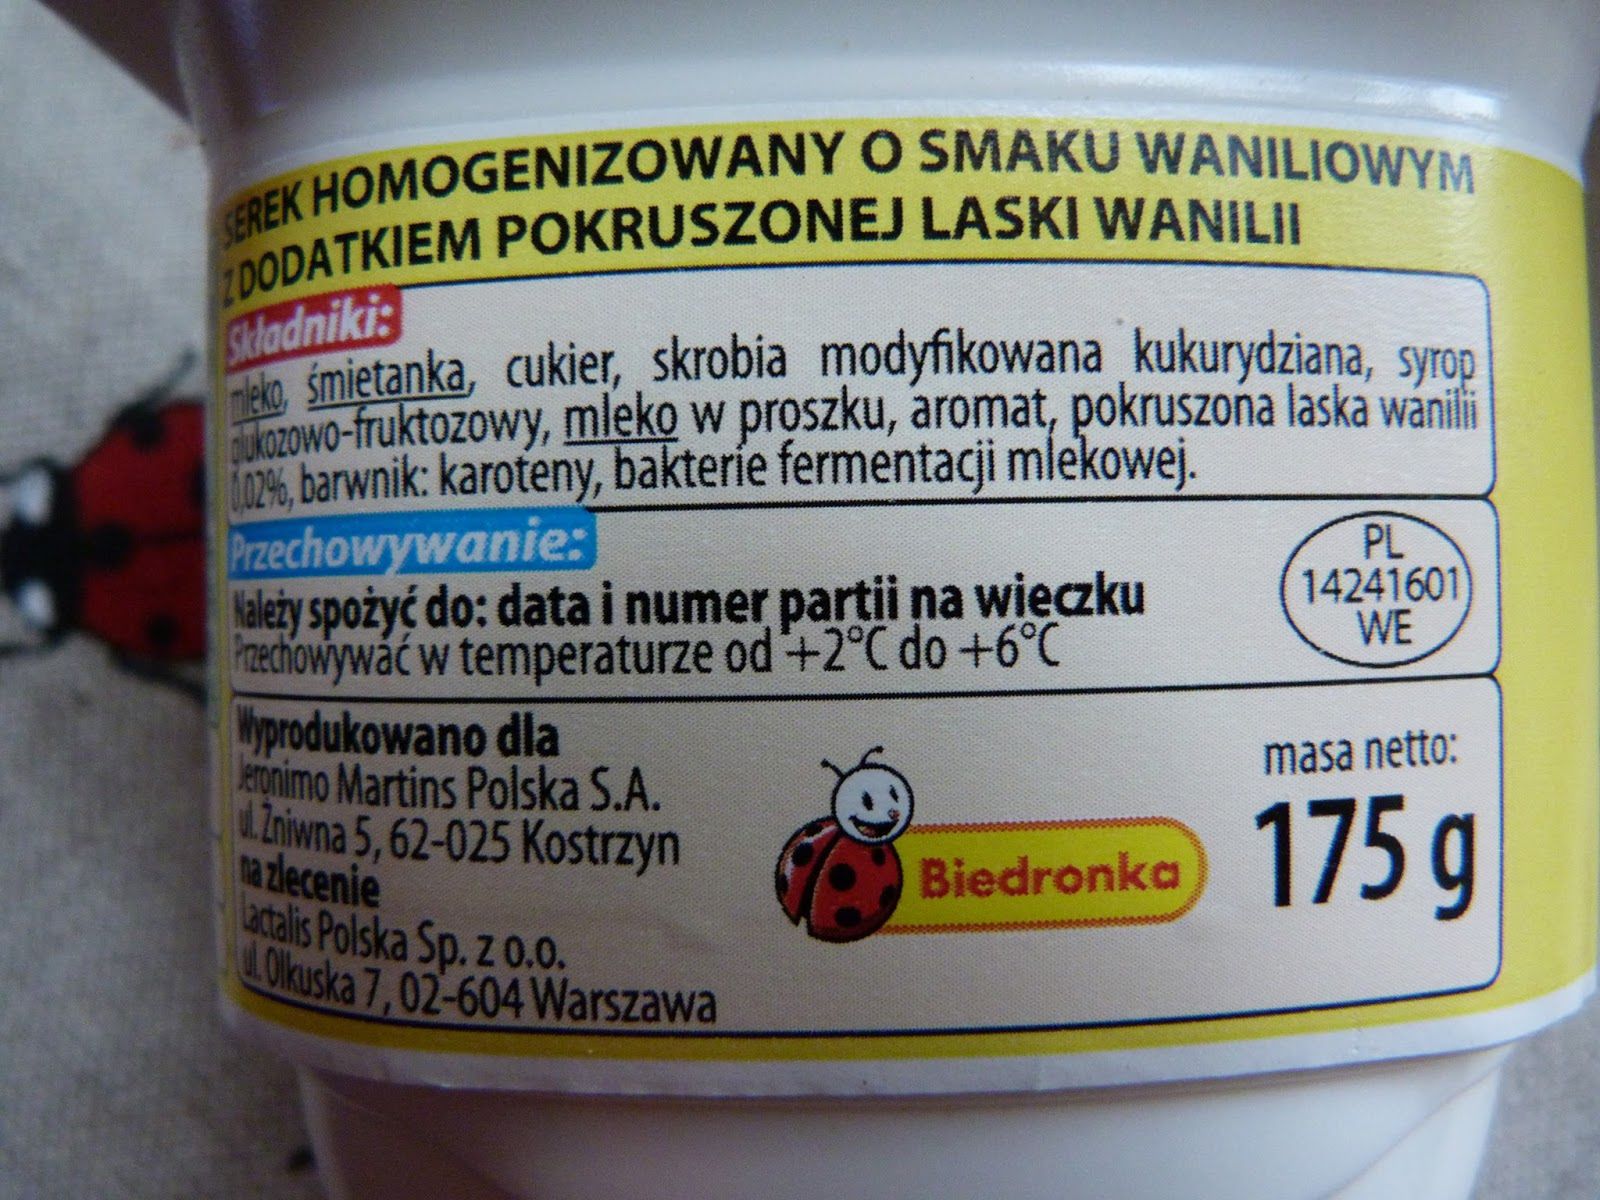 SEREK HOMOGENIZOWANY O SMAKU WANILIOWYM
Z DODATKIEM POKRUSZONEJ LASKI WANILII
Składniki:
mleko, śmietanka, cukier, skrobia modyfikowana kukurydziana, syrop
glukozowo-fruktozowy, mleko w proszku, aromat, pokruszona laska wanilii
0,02%, barwnik: karoteny, bakterie fermentacji mlekowej.
Przechowywanie:
Należy spożyć do: data i numer partii na wieczku
Przechowywać w temperaturze od +2°C do +6°C
PL
14241601
WE
Wyprodukowano dla
Jeronimo Martins Polska S.A.
ul. Żniwna 5, 62-025 Kostrzyn
na zlecenie
Lactalis Polska Sp. z o.o.
ul. Olkuska 7, 02-604 Warszawa
Biedronka
masa netto:
175 g